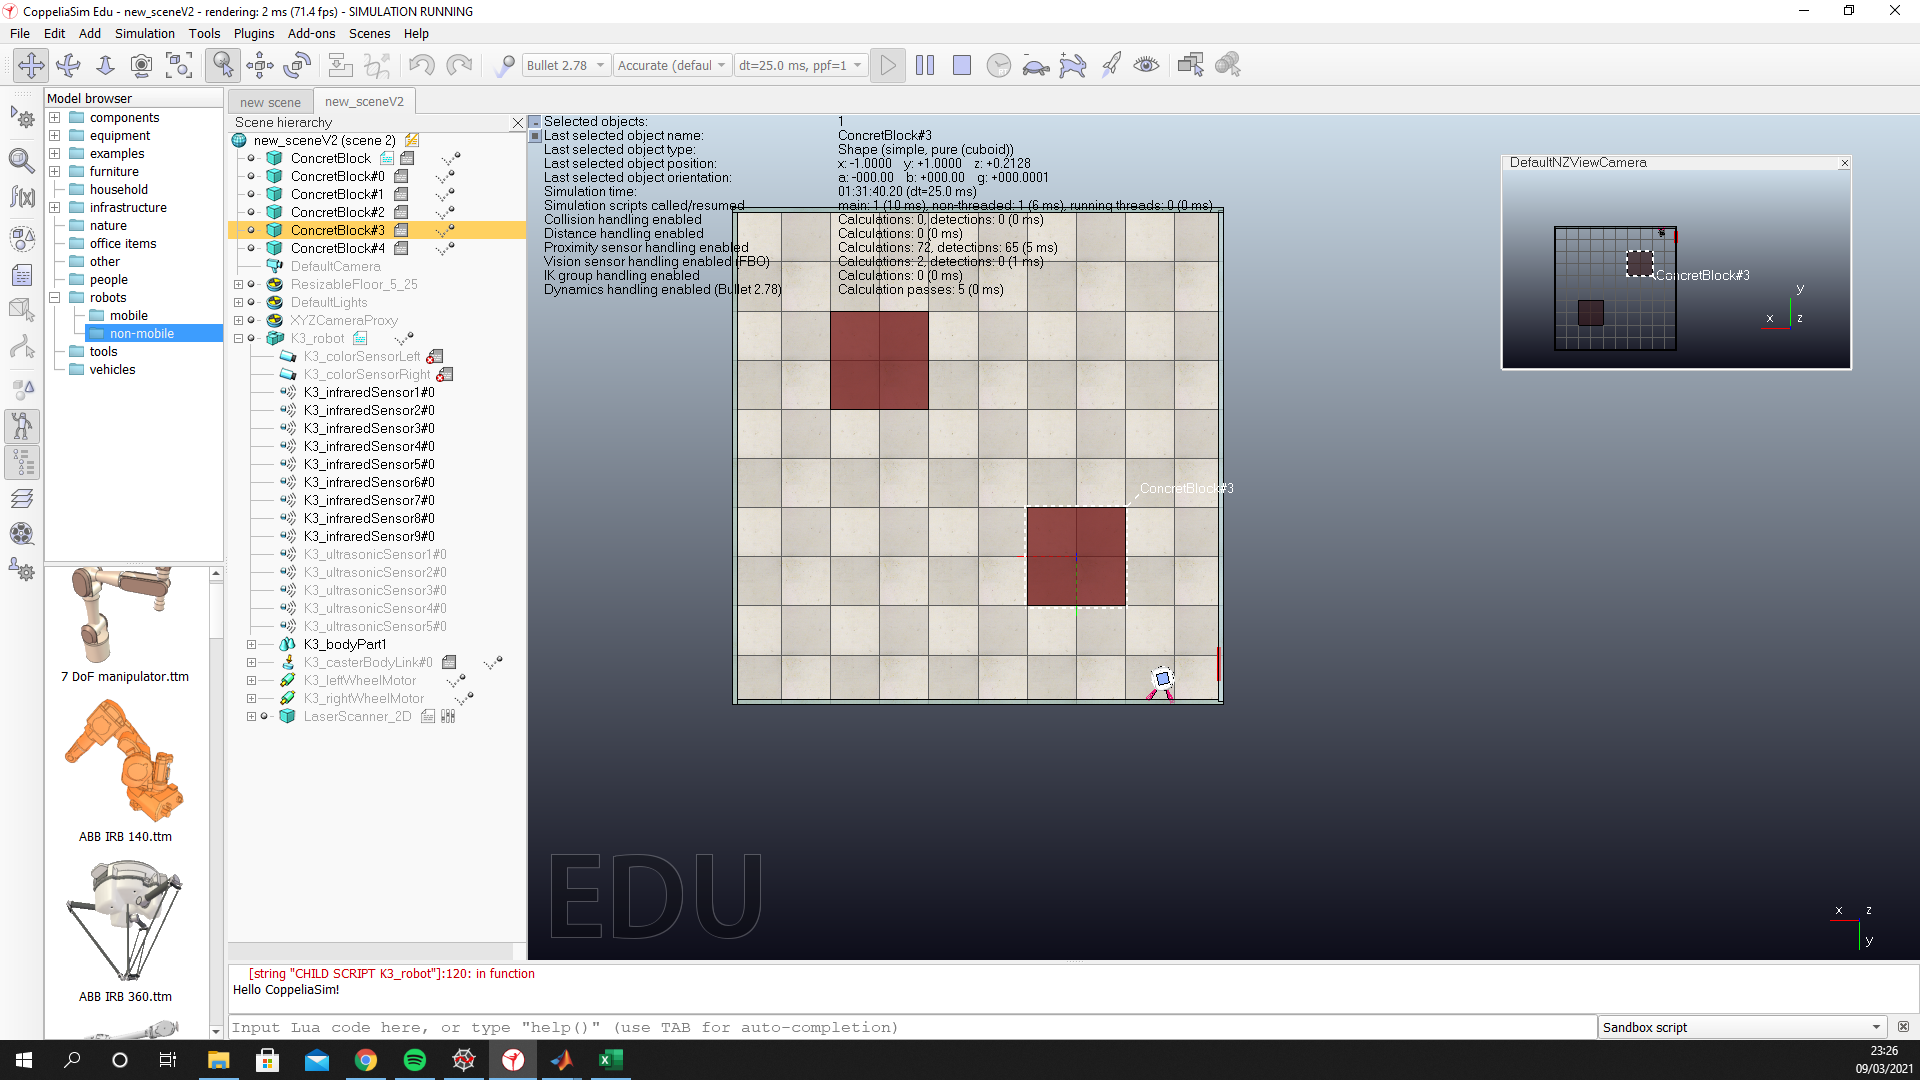 CoppeliaSim Edu - new_sceneV2 - rendering: 2 ms (71.4 fps) - SIMULATION RUNNING
File Edit Add Simulation Tools Plugins Add-ons Scenes Help
Bullet 2.78 Accurate (defaul dt=25.0 ms, ppf=1
Model browser
components
equipment
examples
furniture
household
infrastructure
nature
office items
other
people
robots
mobile
non-mobile
tools
vehicles
7 DoF manipulator.ttm
ABB IRB 140.ttm
ABB IRB 360.ttm
new scene new_sceneV2
Scene hierarchy
new_sceneV2 (scene 2)
ConcretBlock
ConcretBlock#0
ConcretBlock#1
ConcretBlock#2
ConcretBlock#3
ConcretBlock#4
DefaultCamera
ResizableFloor_5_25
DefaultLights
XYZCameraProxy
K3_robot
K3_colorSensorLeft
K3_colorSensorRight
K3_infraredSensor1#0
K3_infraredSensor2#0
K3_infraredSensor3#0
K3_infraredSensor4#0
K3_infraredSensor5#0
K3_infraredSensor6#0
K3_infraredSensor7#0
K3_infraredSensor8#0
K3_infraredSensor9#0
K3_ultrasonicSensor1#0
K3_ultrasonicSensor2#0
K3_ultrasonicSensor3#0
K3_ultrasonicSensor4#0
K3_ultrasonicSensor5#0
K3_bodyPart1
K3_casterBodyLink#0
K3_leftWheelMotor
K3_rightWheelMotor
LaserScanner_2D
Selected objects: 1
Last selected object name: ConcretBlock#3
Last selected object type: Shape (simple, pure (cuboid))
Last selected object position: x: -1.0000 y: +1.0000 z: +0.2128
Last selected object orientation: a: -000.00 b: +000.00 g: +000.0001
Simulation time: 01:31:40.20 (dt=25.0 ms)
Simulation scripts called/resumed main: 1 (10 ms), non-threaded: 1 (6 ms), running threads: 0 (0 ms)
Collision handling enabled Calculations: 0, detections: 0 (0 ms)
Distance handling enabled Calculations: 0 (0 ms)
Proximity sensor handling enabled Calculations: 72, detections: 65 (5 ms)
Vision sensor handling enabled (FBO) Calculations: 2, detections: 0 (1 ms)
IK group handling enabled Calculations: 0 (0 ms)
Dynamics handling enabled (Bullet 2.78) Calculation passes: 5 (0 ms)
ConcretBlock#3
DefaultNZViewCamera
ConcretBlock#3
y
x z
EDU
x z
y
[string "CHILD SCRIPT K3_robot"]:120: in function
Hello CoppeliaSim!
Input Lua code here, or type "help()" (use TAB for auto-completion)
Sandbox script
23:26
09/03/2021